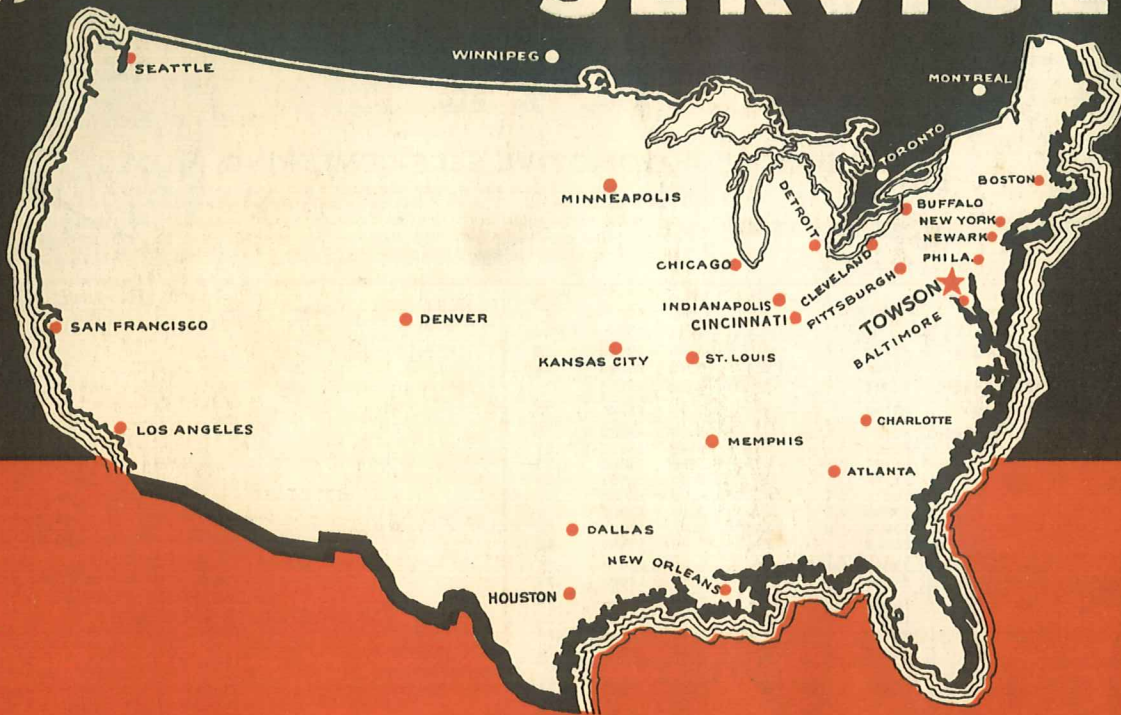 SERVICE
WINNIPEG
SEATTLE
MONTREAL
TORONTO
BOSTON
MINNEAPOLIS
DETROIT
BUFFALO
NEW YORK
NEWARK
PHILA.
CHICAGO
CLEVELAND
PITTSBURGH
INDIANAPOLIS
CINCINNATI
TOWSON
BALTIMORE
SAN FRANCISCO
DENVER
KANSAS CITY
ST. LOUIS
LOS ANGELES
CHARLOTTE
MEMPHIS
ATLANTA
DALLAS
NEW ORLEANS
HOUSTON